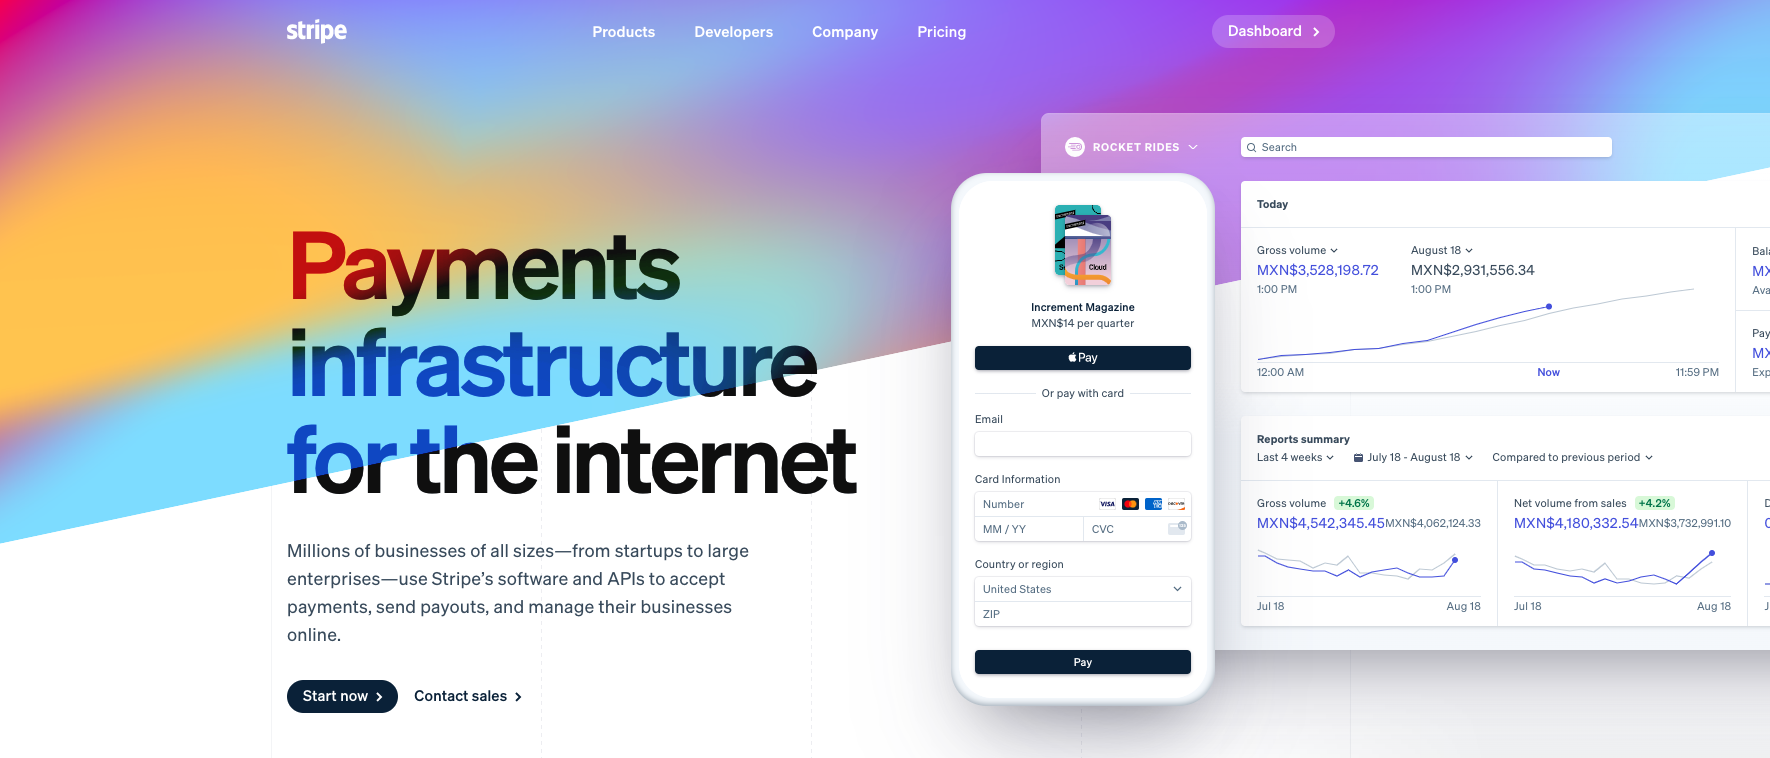 stripe
Products
Developers
Company
Pricing
Dashboard
Payments
infrastructure
for the internet
Millions of businesses of all sizes—from startups to large
enterprises—use Stripe’s software and APIs to accept
payments, send payouts, and manage their businesses
online.
Start now
Contact sales
Cloud
Increment Magazine
MXN$14 per quarter
Pay
Or pay with card
Email
Card Information
Number
VISA
MM / YY
CVC
Country or region
United States
ZIP
Pay
ROCKET RIDES
Search
Today
Gross volume
MXN$3,528,198.72
1:00 PM
August 18
MXN$2,931,556.34
1:00 PM
12:00 AM
Now
11:59 PM
Bala
MX
Ava
Pay
MX
Exp
Reports summary
Last 4 weeks
July 18 - August 18
Compared to previous period
Gross volume +4.6%
MXN$4,542,345.45 MXN$4,062,124.33
Jul 18
Aug 18
Net volume from sales +4.2%
MXN$4,180,332.54 MXN$3,732,991.10
Jul 18
Aug 18